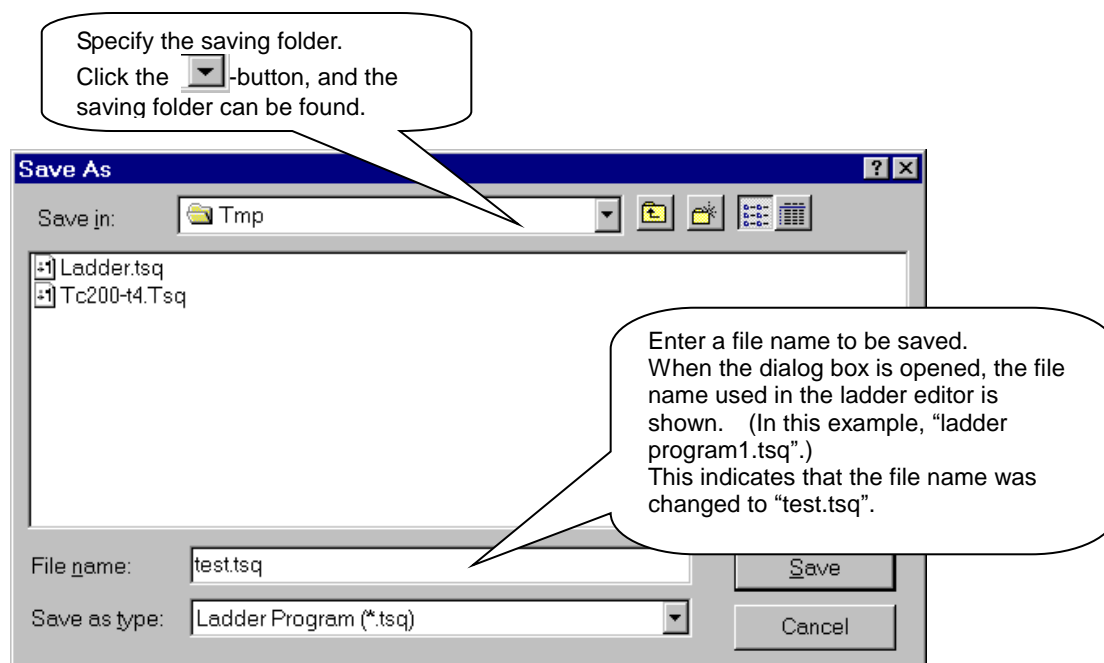 Specify the saving folder.
Click the -button, and the
saving folder can be found.
Save As
Save in:
Tmp
Ladder.tsq
Tc200-t4.Tsq
Enter a file name to be saved.
When the dialog box is opened, the file
name used in the ladder editor is
shown. (In this example, “ladder
program1.tsq”.)
This indicates that the file name was
changed to “test.tsq”.
File name:
test.tsq
Save
Save as type:
Ladder Program (*.tsq)
Cancel